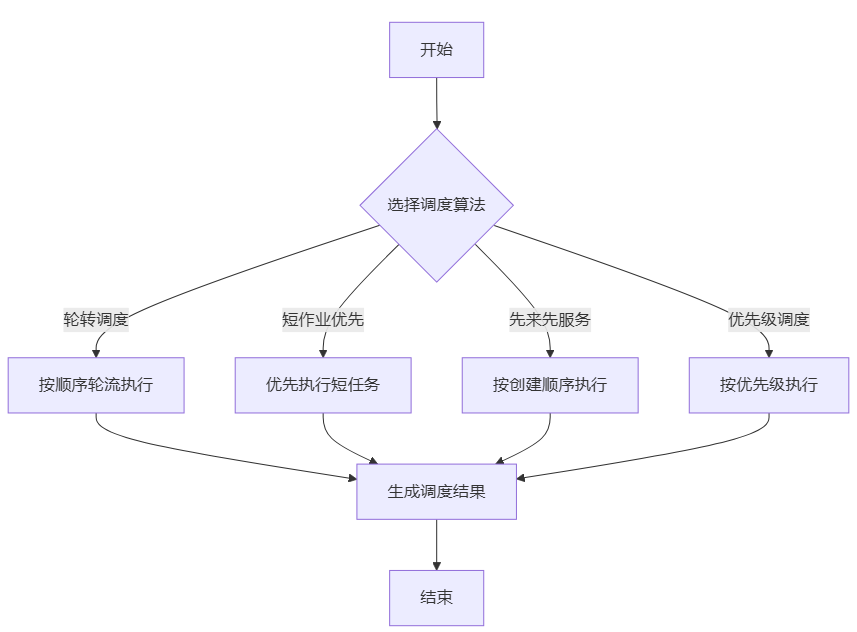 开始
选择调度算法
轮转调度
短作业优先
先来先服务
优先级调度
按顺序轮流执行
优先执行短任务
按创建顺序执行
按优先级执行
生成调度结果
结束